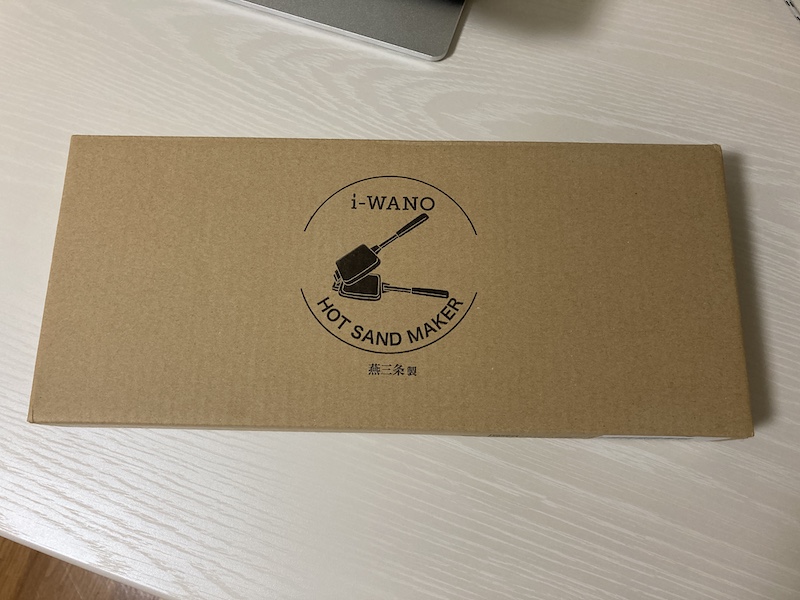 i-WANO
HOT SAND MAKER
燕三条 製